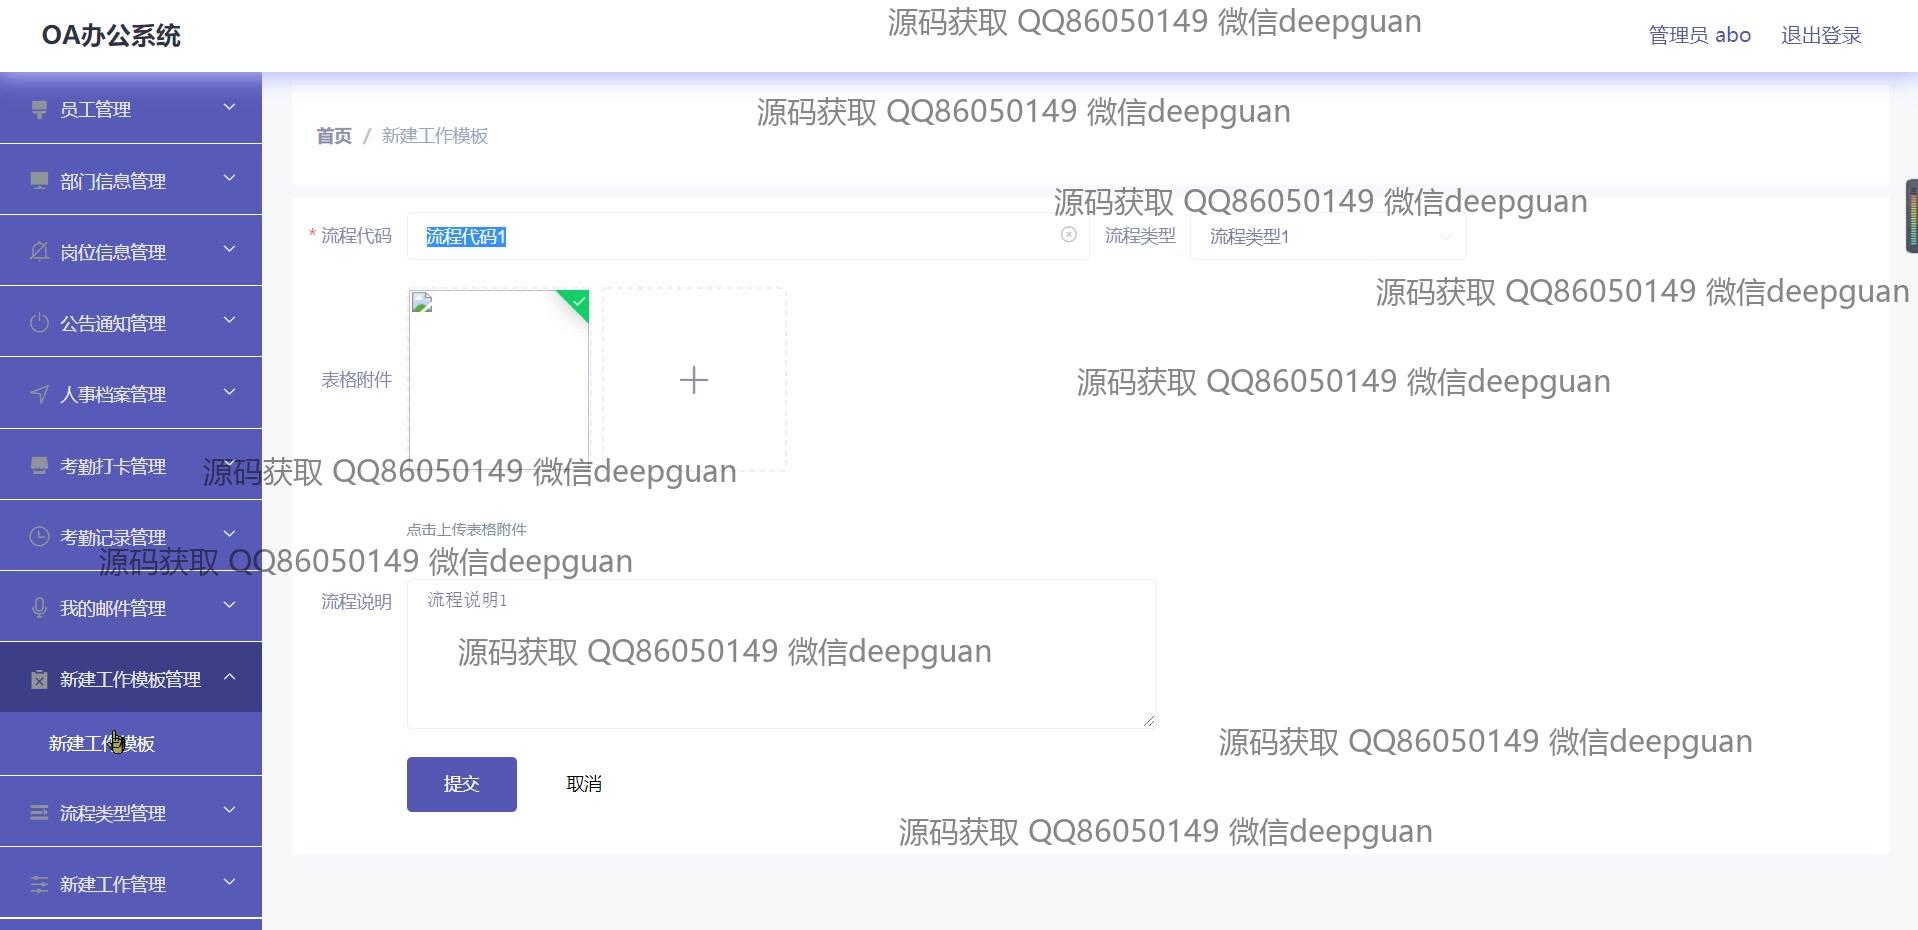 OA办公系统
源码获取 QQ86050149 微信deepguan
管理员 abo
退出登录
员工管理
部门信息管理
岗位信息管理
公告通知管理
人事档案管理
考勤打卡管理
考勤记录管理
我的邮件管理
新建工作模板管理
新建工作模板
流程类型管理
新建工作管理
源码获取 QQ86050149 微信deepguan
首页 / 新建工作模板
源码获取 QQ86050149 微信deepguan
* 流程代码 流程代码1
流程类型 流程类型1
源码获取 QQ86050149 微信deepguan
表格附件
源码获取 QQ86050149 微信deepguan
源码获取 QQ86050149 微信deepguan
点击上传表格附件
源码获取 QQ86050149 微信deepguan
流程说明 流程说明1
源码获取 QQ86050149 微信deepguan
源码获取 QQ86050149 微信deepguan
提交 取消
源码获取 QQ86050149 微信deepguan